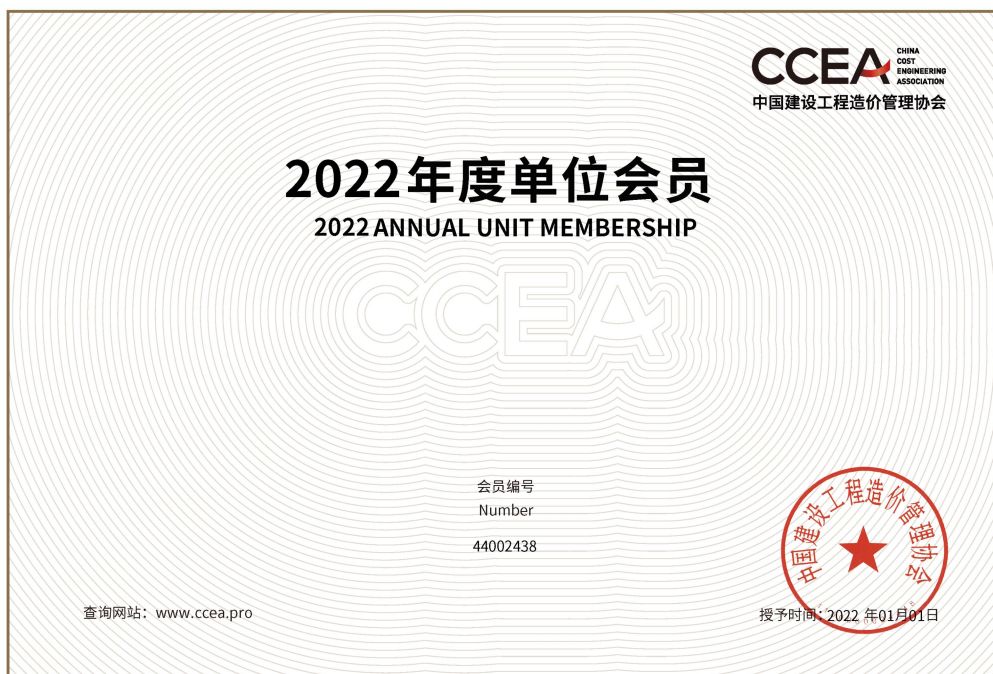 CCEA
CHINA
COST
ENGINEERING
ASSOCIATION
中国建设工程造价管理协会
2022年度单位会员
2022 ANNUAL UNIT MEMBERSHIP
CCEA
会员编号
Number
44002438
中国建设工程造价管理协会
查询网站：www.ccea.pro
授予时间：2022 年01月01日